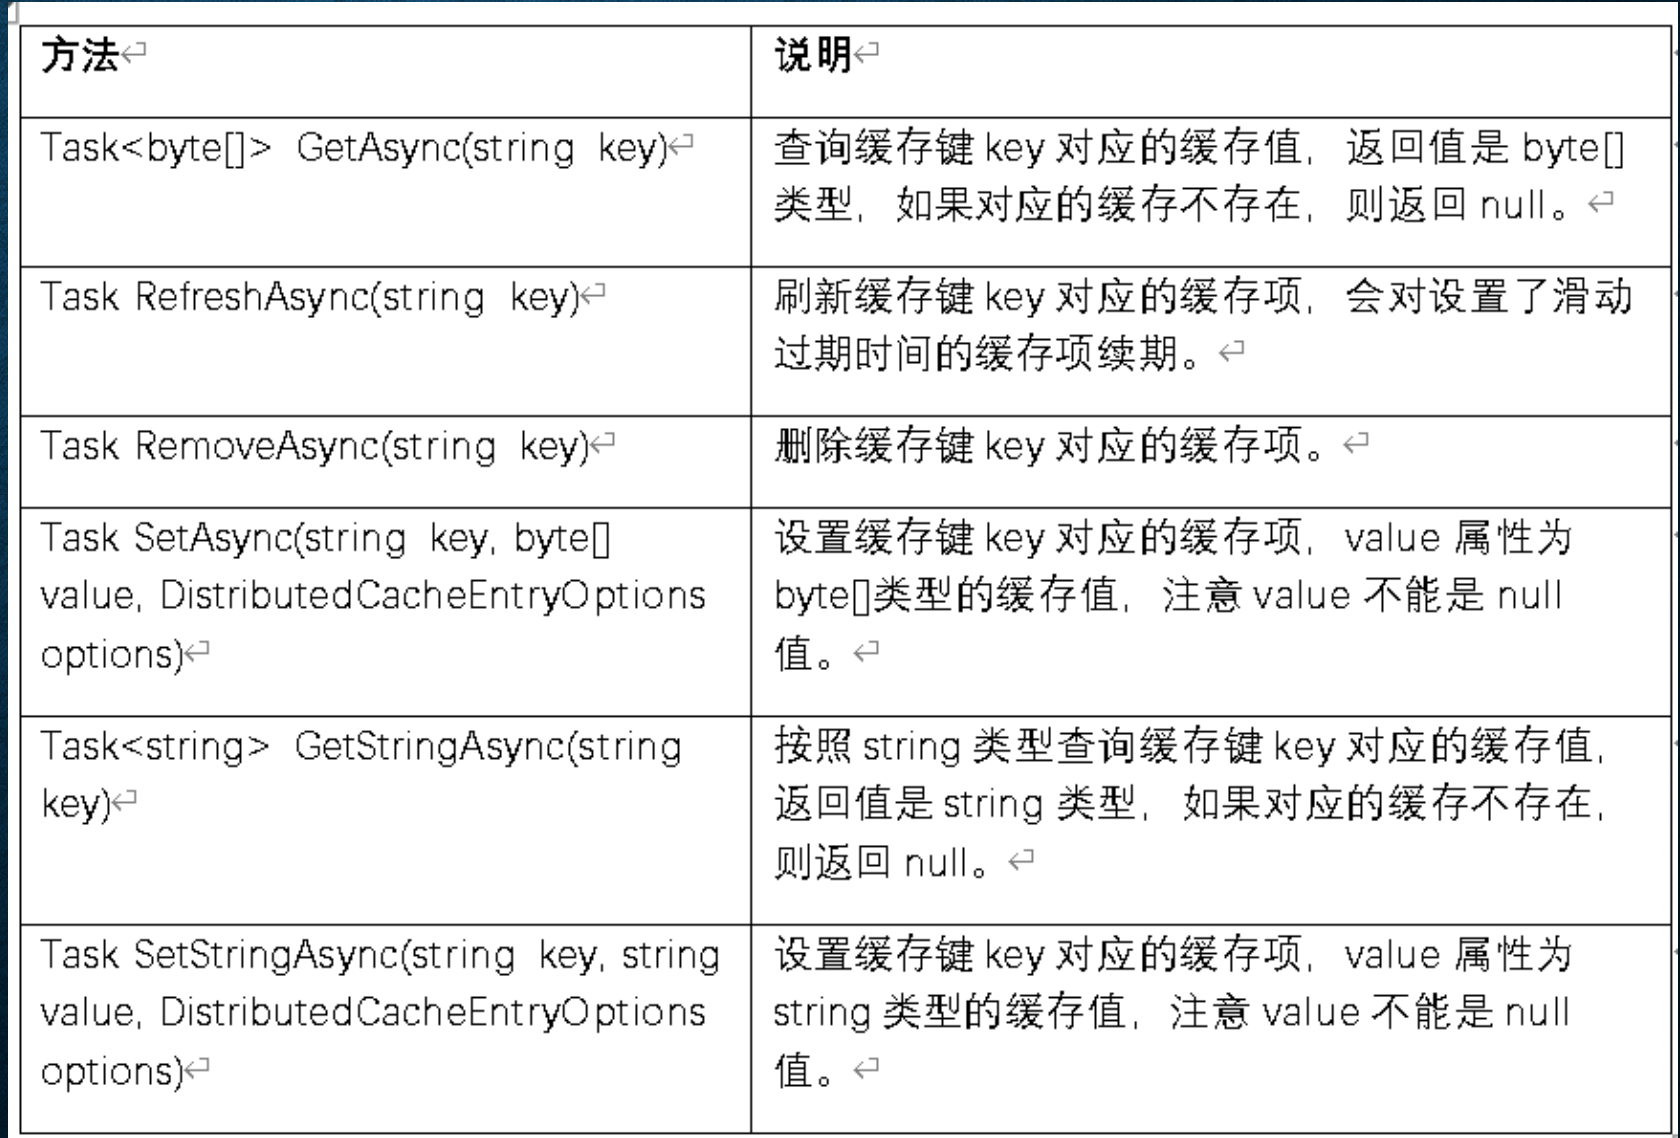 方法
说明
Task<byte[]> GetAsync(string key)
查询缓存键 key 对应的缓存值，返回值是 byte[]
类型，如果对应的缓存不存在，则返回 null。
Task RefreshAsync(string key)
刷新缓存键 key 对应的缓存项，会对设置了滑动
过期时间的缓存项续期。
Task RemoveAsync(string key)
删除缓存键 key 对应的缓存项。
Task SetAsync(string key, byte[]
value, DistributedCacheEntryOptions
options)
设置缓存键 key 对应的缓存项，value 属性为
byte[]类型的缓存值，注意 value 不能是 null
值。
Task<string> GetStringAsync(string
key)
按照 string 类型查询缓存键 key 对应的缓存值，
返回值是 string 类型，如果对应的缓存不存在，
则返回 null。
Task SetStringAsync(string key, string
value, DistributedCacheEntryOptions
options)
设置缓存键 key 对应的缓存项，value 属性为
string 类型的缓存值，注意 value 不能是 null
值。